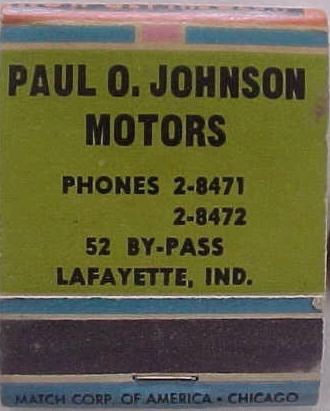 PAUL O. JOHNSON
MOTORS
PHONES 2-8471
2-8472
52 BY-PASS
LAFAYETTE, IND.
MATCH CORP. OF AMERICA • CHICAGO